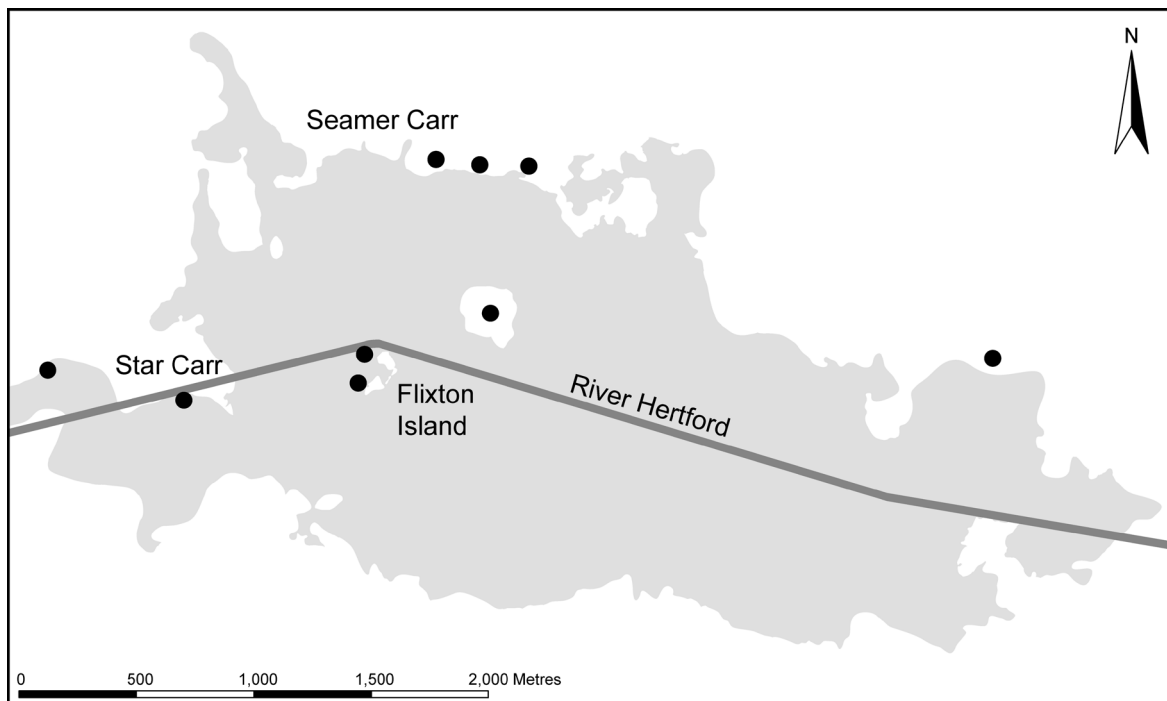 N
Seamer Carr
Star Carr
Flixton
Island
River Hertford
0 500 1,000 1,500 2,000 Metres